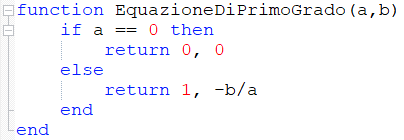 function EquazioneDiPrimoGrado(a,b)
    if a == 0 then
        return 0, 0
    else
        return 1, -b/a
    end
end